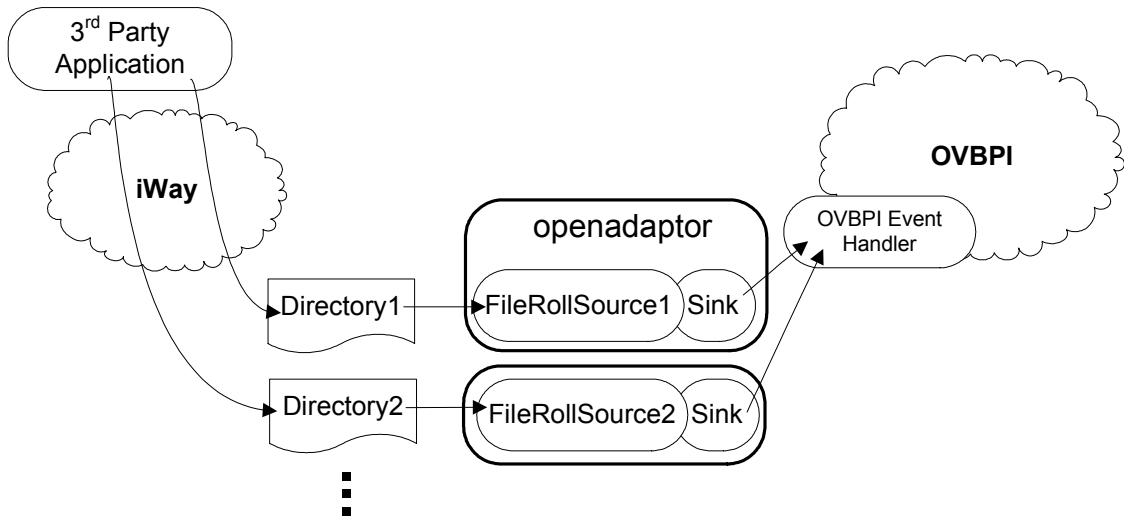 3rd Party
Application
iWay
OVBPI
OVBPI Event
Handler
openadaptor
Directory1
FileRollSource1
Sink
Directory2
FileRollSource2
Sink